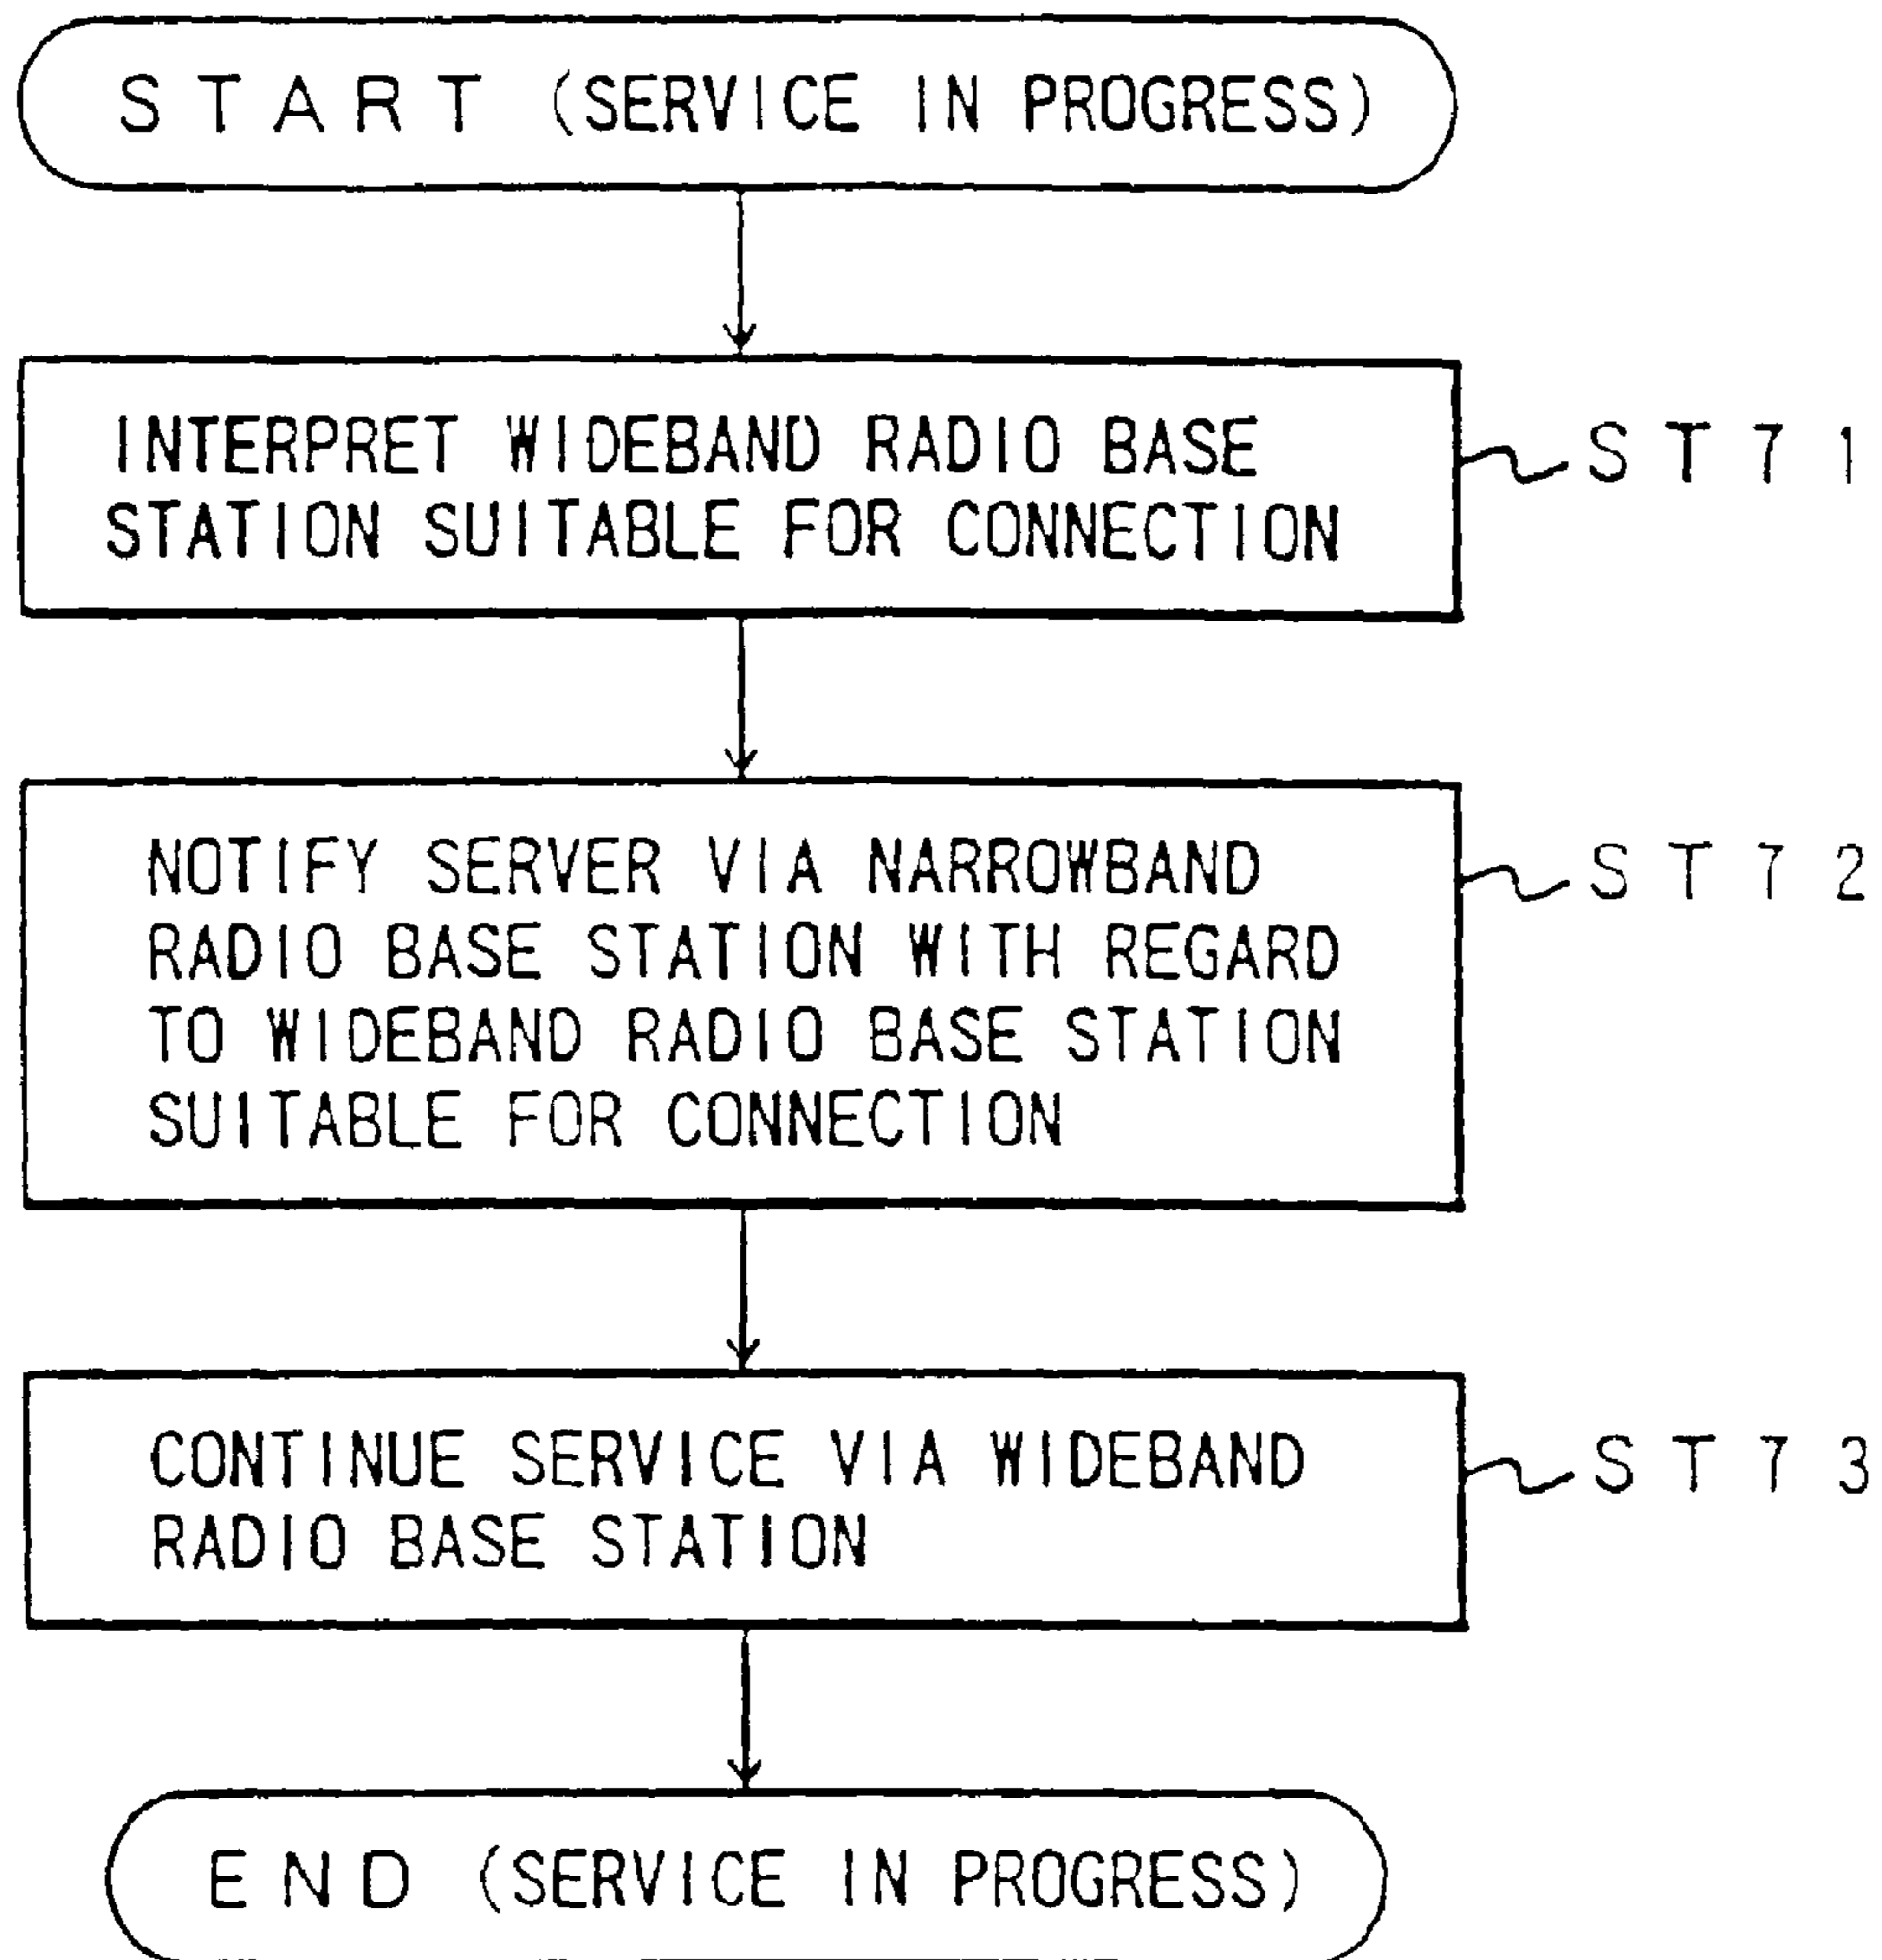 START (SERVICE IN PROGRESS)
INTERPRET WIDEBAND RADIO BASE
STATION SUITABLE FOR CONNECTION
ST71
NOTIFY SERVER VIA NARROWBAND
RADIO BASE STATION WITH REGARD
TO WIDEBAND RADIO BASE STATION
SUITABLE FOR CONNECTION
ST72
CONTINUE SERVICE VIA WIDEBAND
RADIO BASE STATION
ST73
END (SERVICE IN PROGRESS)